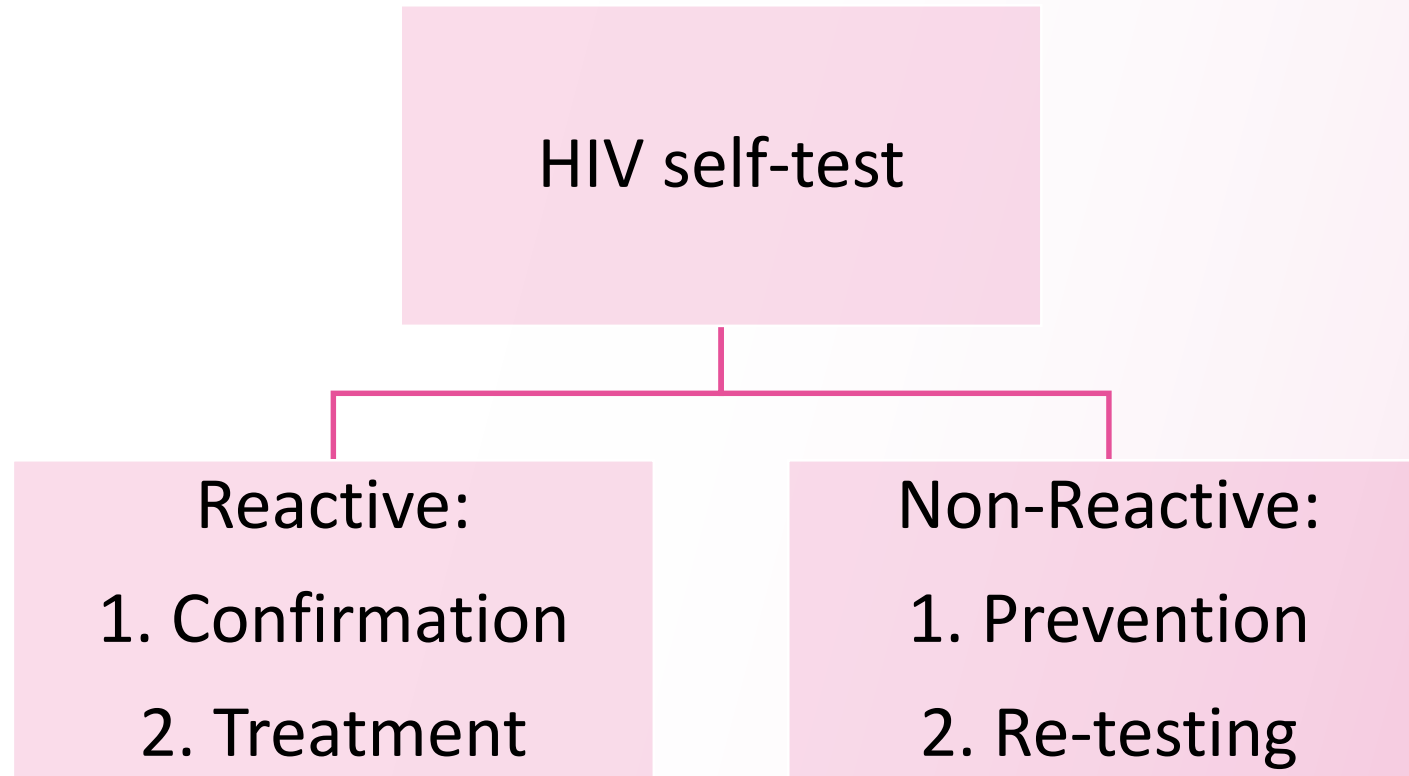 HIV self-test
Reactive:
1. Confirmation
2. Treatment
Non-Reactive:
1. Prevention
2. Re-testing